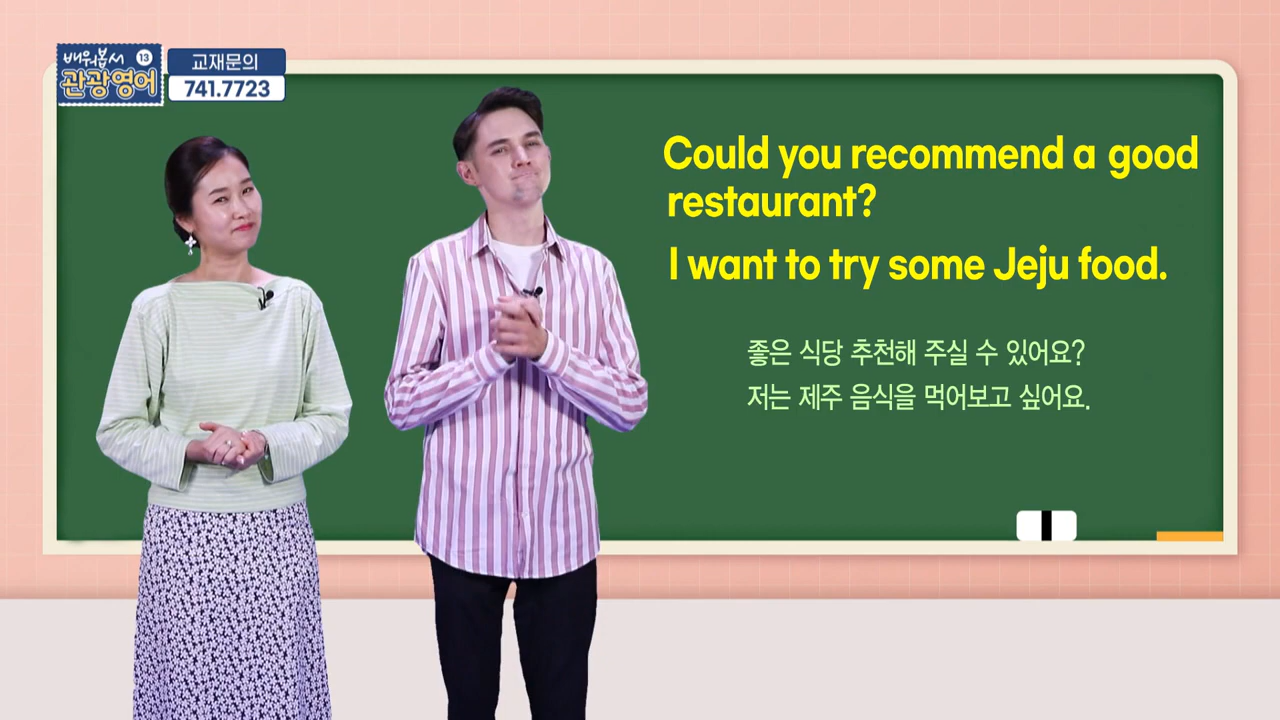 배워봅서 13
관광영어
교재문의
741.7723
Could you recommend a good
restaurant?
I want to try some Jeju food.
좋은 식당 추천해 주실 수 있어요?
저는 제주 음식을 먹어보고 싶어요.